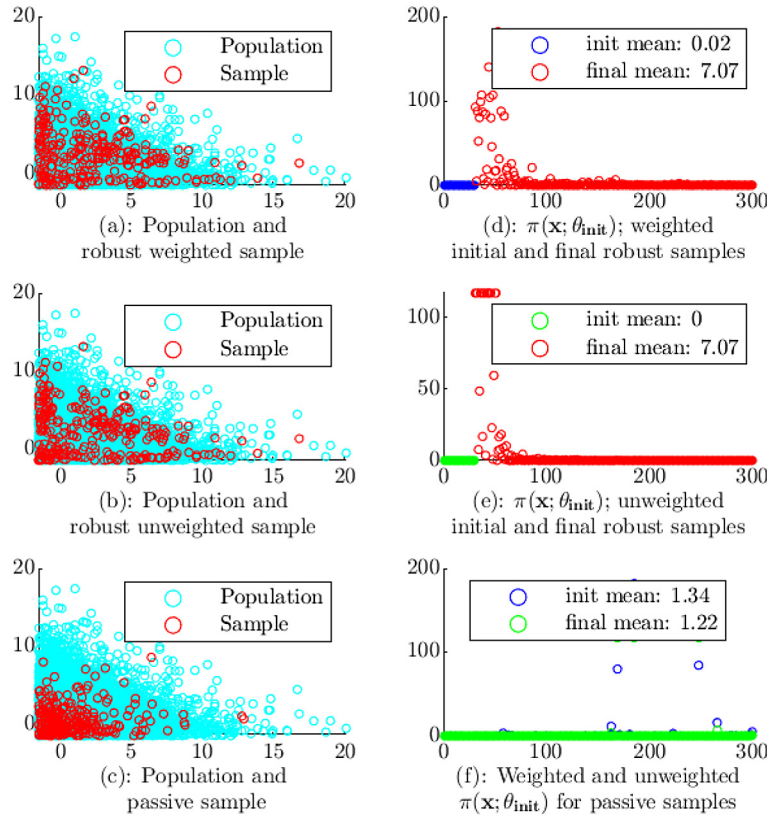 20
10
0
0 5 10 15 20
Population
Sample
(a): Population and
robust weighted sample
200
100
0
0 100 200 300
init mean: 0.02
final mean: 7.07
(d): π(x; θinit); weighted
initial and final robust samples
20
10
0
0 5 10 15 20
Population
Sample
(b): Population and
robust unweighted sample
100
50
0
0 100 200 300
init mean: 0
final mean: 7.07
(e): π(x; θinit); unweighted
initial and final robust samples
20
10
0
0 5 10 15 20
Population
Sample
(c): Population and
passive sample
200
100
0
0 100 200 300
init mean: 1.34
final mean: 1.22
(f): Weighted and unweighted
π(x; θinit) for passive samples